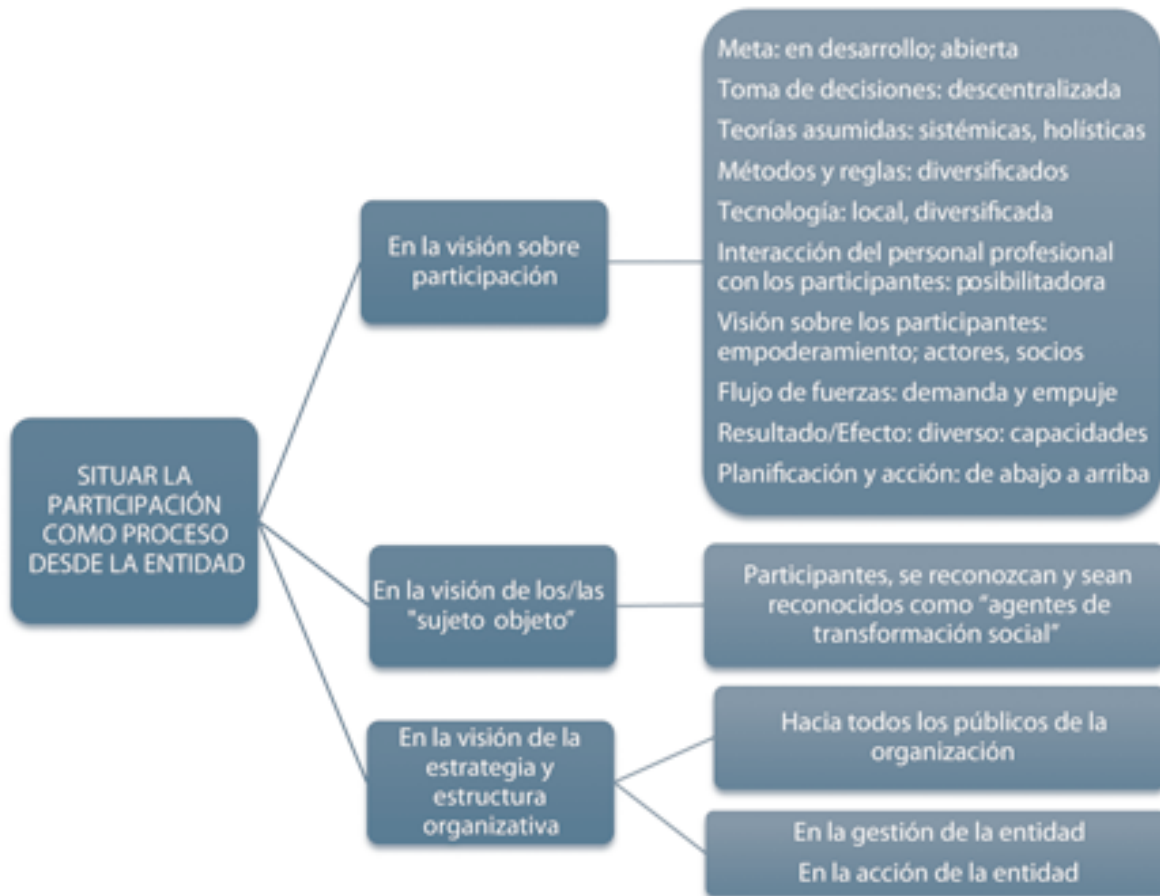 SITUAR LA
PARTICIPACIÓN
COMO PROCESO
DESDE LA ENTIDAD
En la visión sobre
participación
Meta: en desarrollo; abierta
Toma de decisiones: descentralizada
Teorías asumidas: sistémicas, holísticas
Métodos y reglas: diversificados
Tecnología: local, diversificada
Interacción del personal profesional
con los participantes: posibilitadora
Visión sobre los participantes:
empoderamiento; actores, socios
Flujo de fuerzas: demanda y empuje
Resultado/Efecto: diverso: capacidades
Planificación y acción: de abajo a arriba
En la visión de los/las
"sujeto objeto"
Participantes, se reconozcan y sean
reconocidos como “agentes de
transformación social”
En la visión de la
estrategia y
estructura
organizativa
Hacia todos los públicos de la
organización
En la gestión de la entidad
En la acción de la entidad